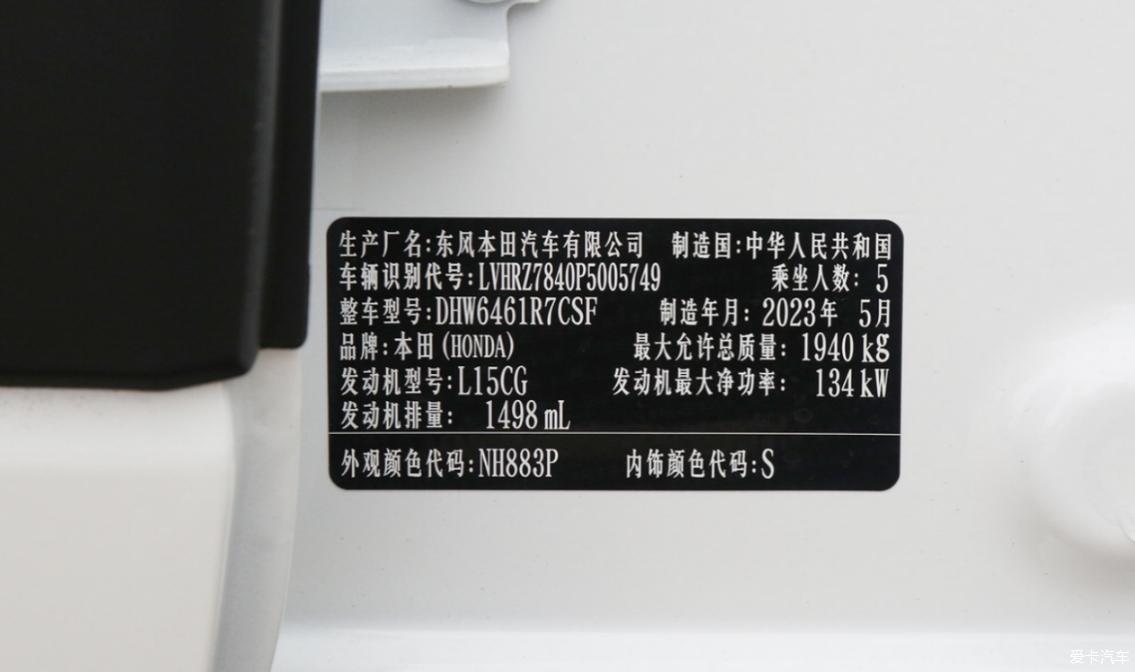 生产厂名:东风本田汽车有限公司 制造国:中华人民共和国
车辆识别代号:LVHRZ7840P5005749 乘坐人数: 5
整车型号:DHW6461R7CSF 制造年月: 2023年 5月
品牌:本田(HONDA) 最大允许总质量: 1940 kg
发动机型号:L15CG 发动机最大净功率: 134 kW
发动机排量: 1498 mL
外观颜色代码:NH883P 内饰颜色代码:S
爱卡汽车